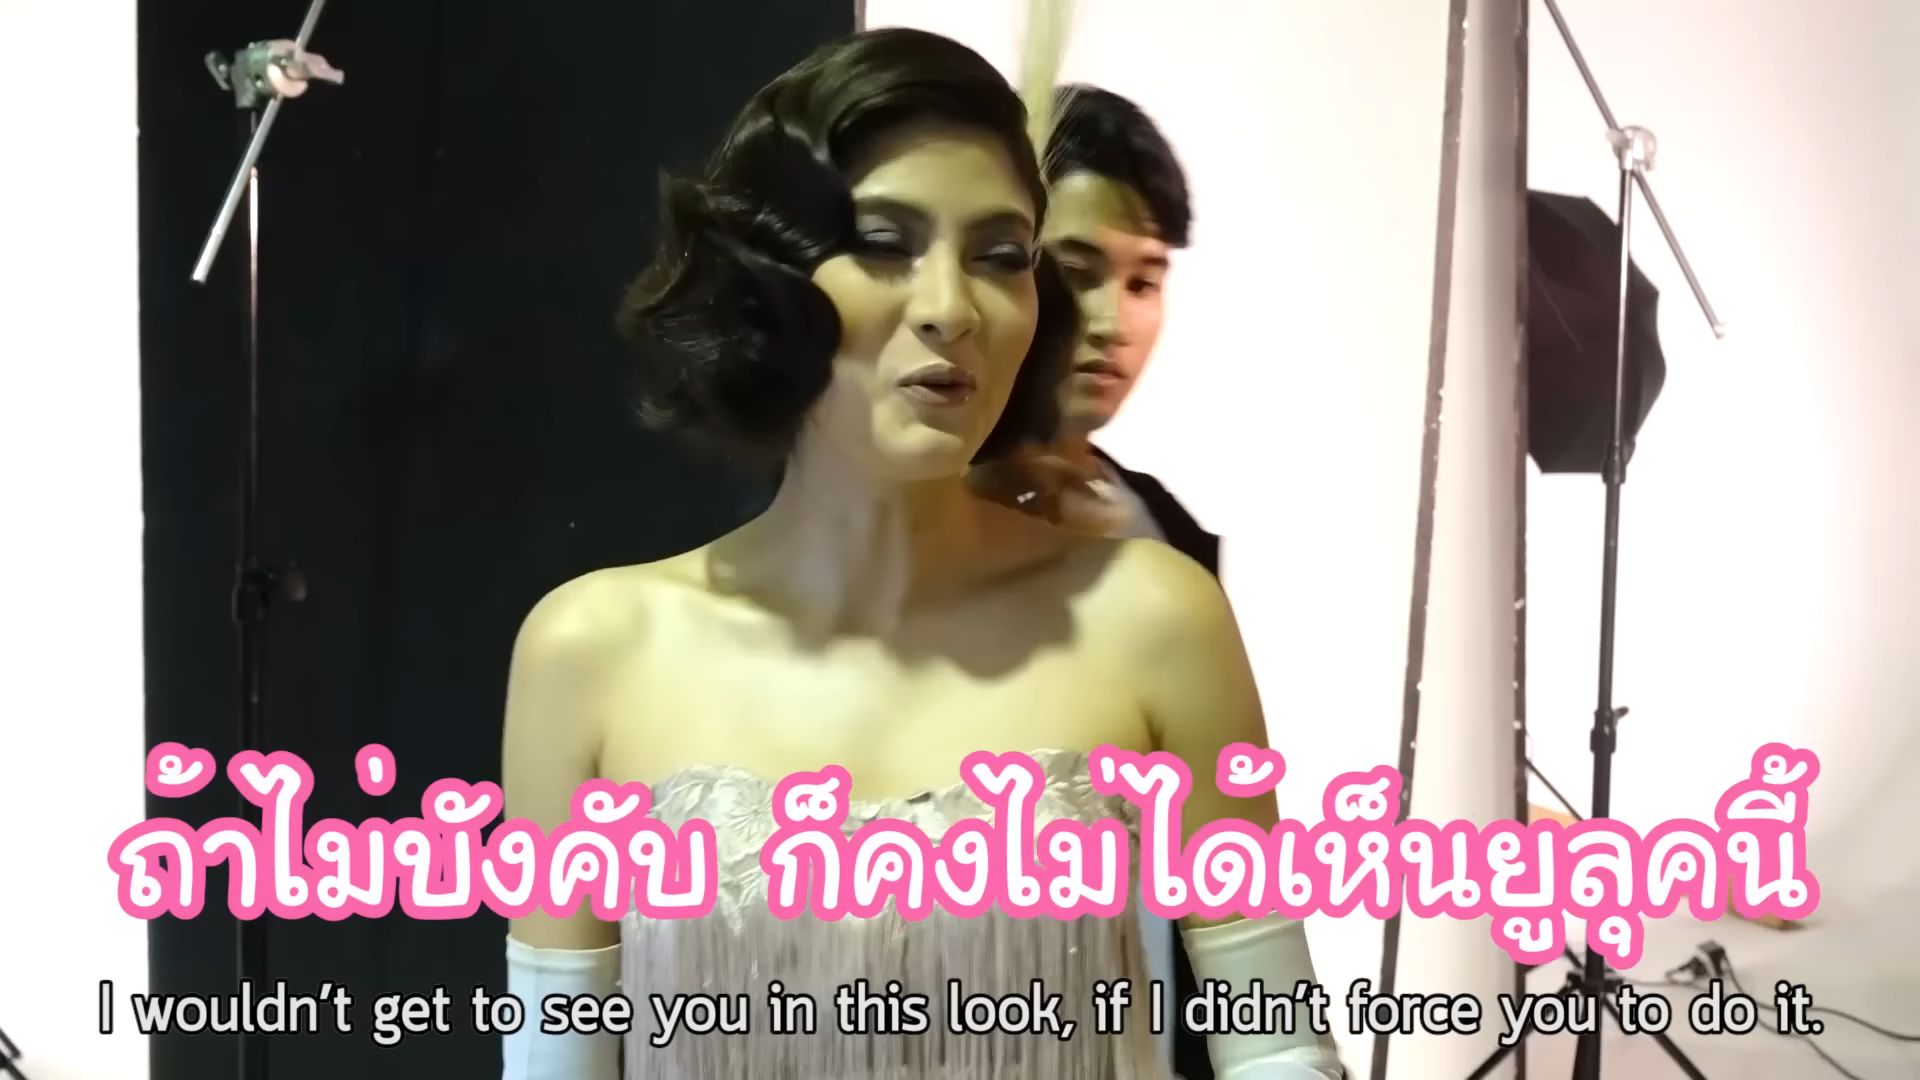 ถ้าไม่บังคับ ก็คงไม่ได้เห็นยูลุคนี้
I wouldn't get to see you in this look, if I didn't force you to do it.